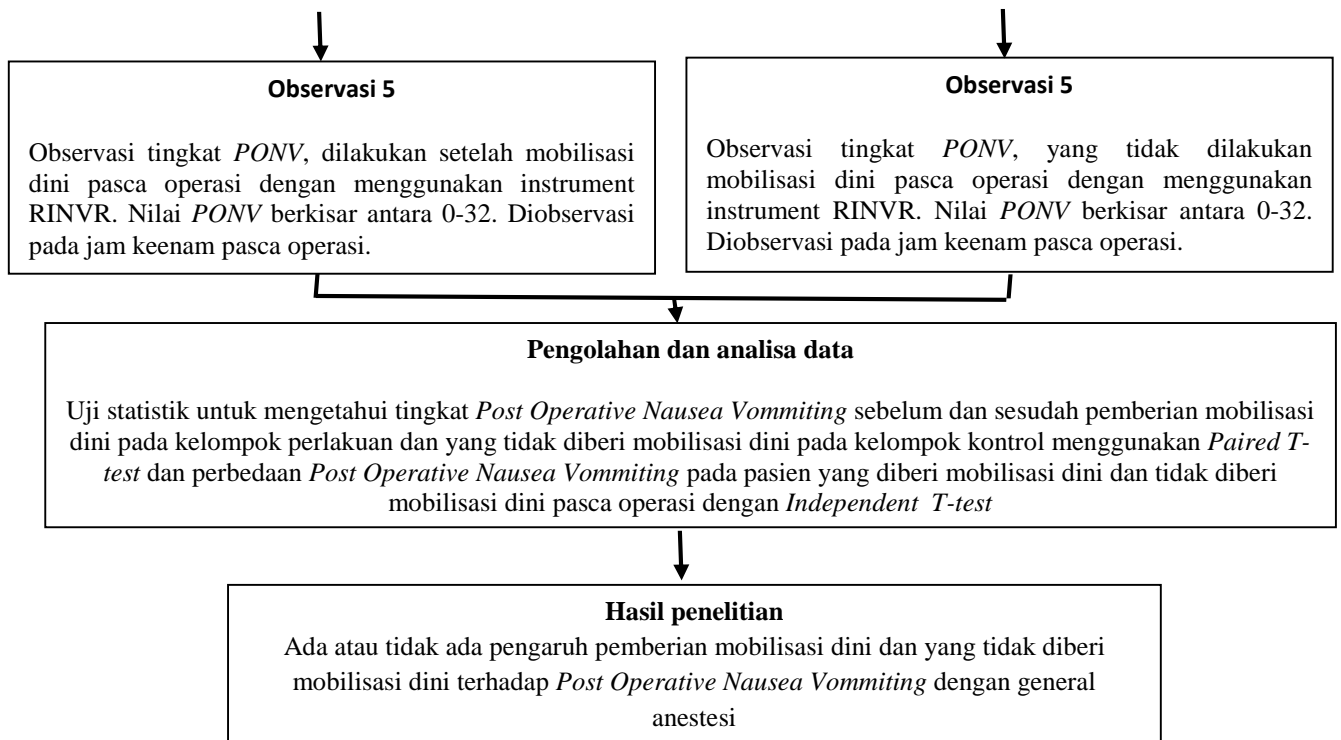 Observasi 5
Observasi tingkat PONV, dilakukan setelah mobilisasi
dini pasca operasi dengan menggunakan instrument
RINVR. Nilai PONV berkisar antara 0-32. Diobservasi
pada jam keenam pasca operasi.
Observasi 5
Observasi tingkat PONV, yang tidak dilakukan
mobilisasi dini pasca operasi dengan menggunakan
instrument RINVR. Nilai PONV berkisar antara 0-32.
Diobservasi pada jam keenam pasca operasi.
Pengolahan dan analisa data
Uji statistik untuk mengetahui tingkat Post Operative Nausea Vommiting sebelum dan sesudah pemberian mobilisasi
dini pada kelompok perlakuan dan yang tidak diberi mobilisasi dini pada kelompok kontrol menggunakan Paired T-
test dan perbedaan Post Operative Nausea Vommiting pada pasien yang diberi mobilisasi dini dan tidak diberi
mobilisasi dini pasca operasi dengan Independent T-test
Hasil penelitian
Ada atau tidak ada pengaruh pemberian mobilisasi dini dan yang tidak diberi
mobilisasi dini terhadap Post Operative Nausea Vommiting dengan general
anestesi